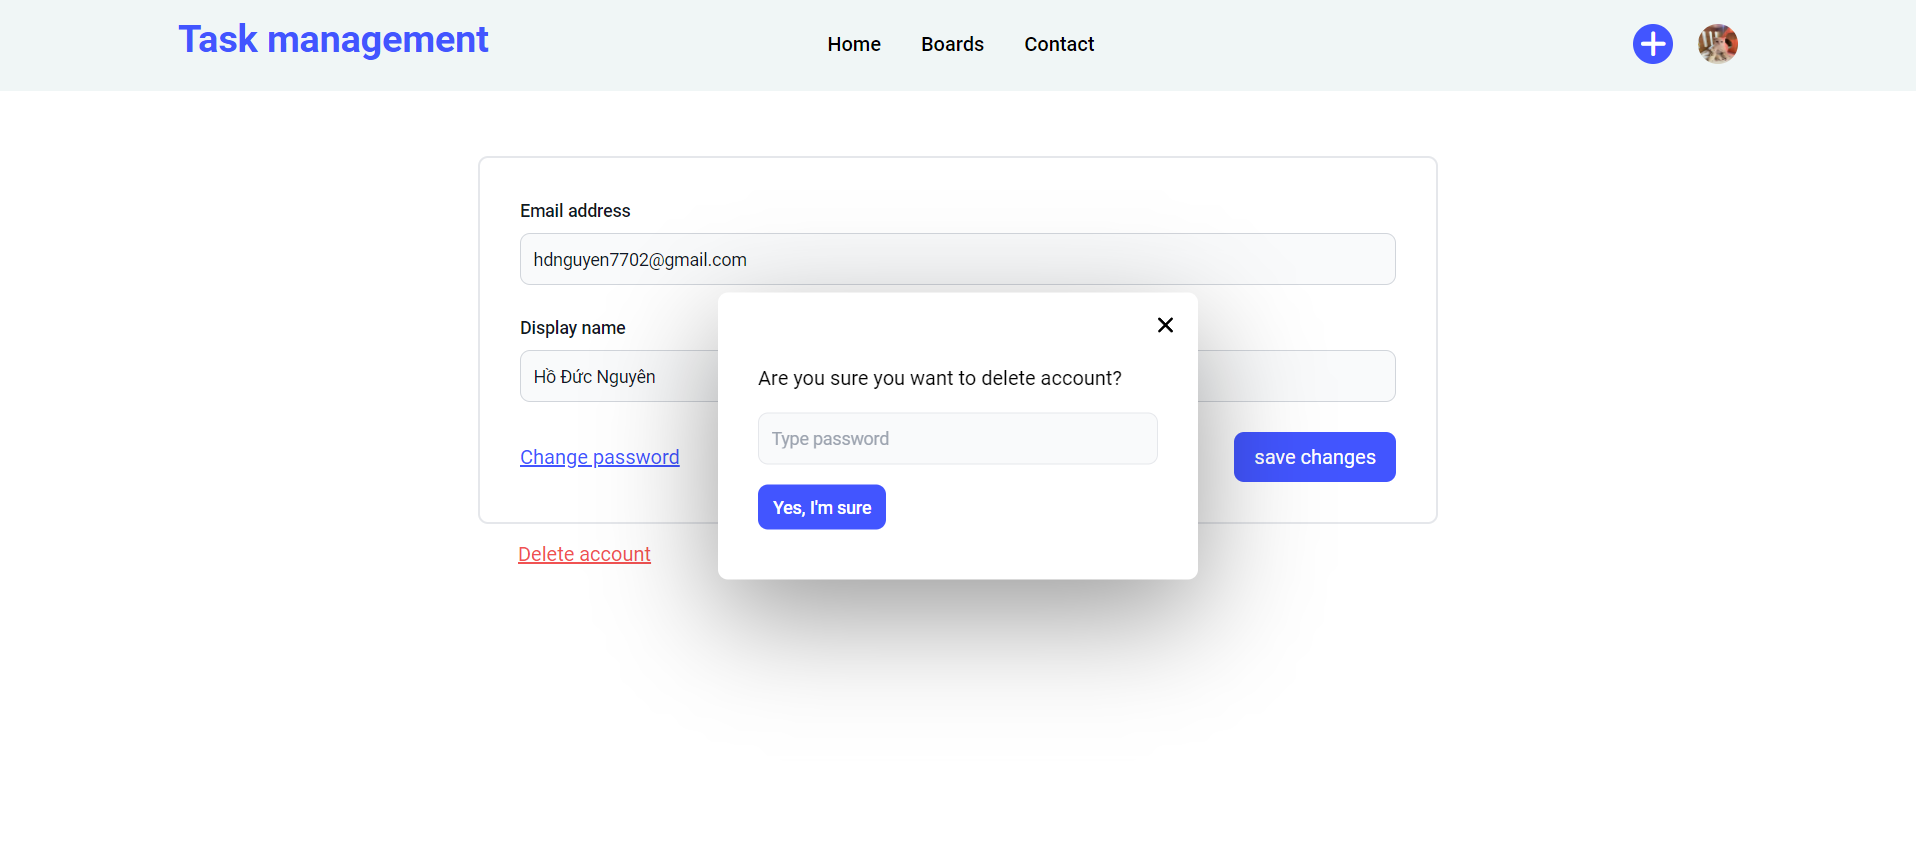 Task management
Home Boards Contact
Email address
hdnguyen7702@gmail.com
Display name
Hồ Đức Nguyên
Are you sure you want to delete account?
Type password
Yes, I'm sure
Change password
save changes
Delete account